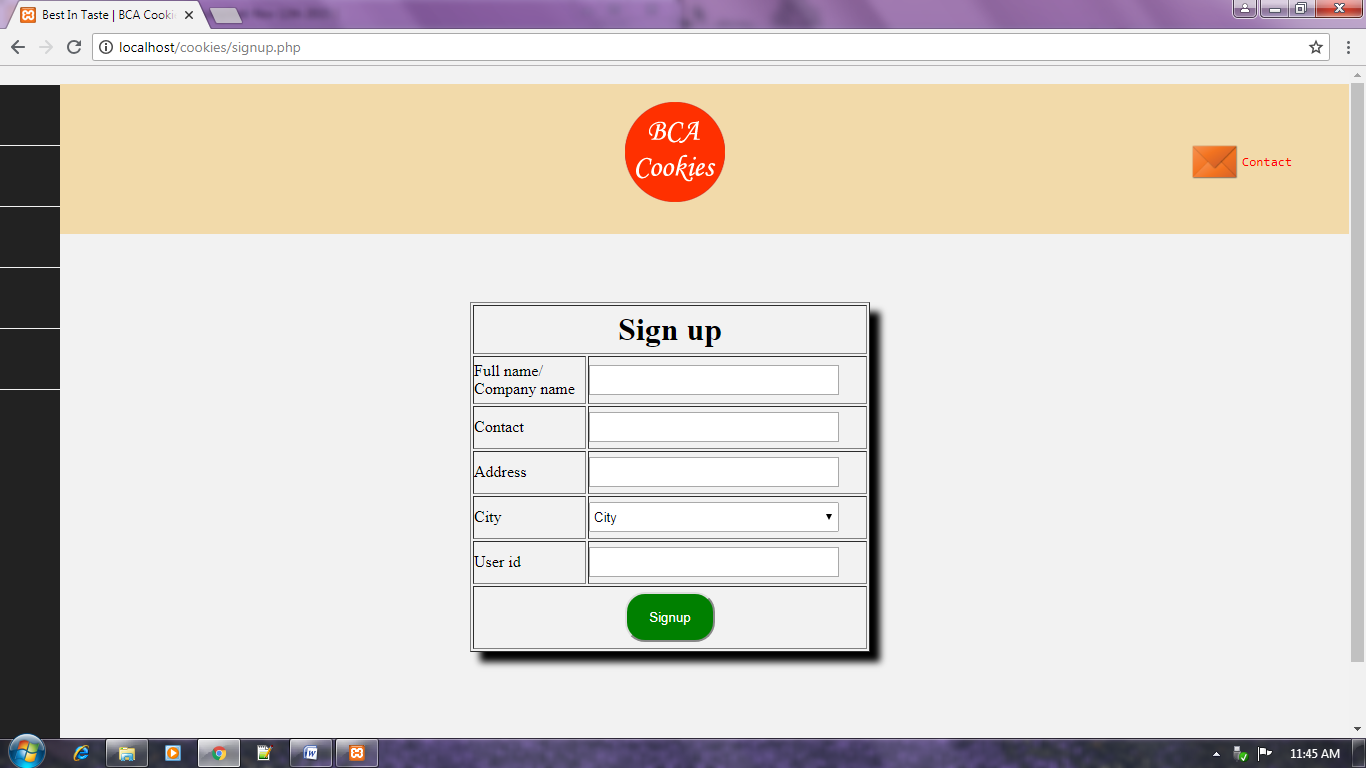 Best In Taste | BCA Cooki
localhost/cookies/signup.php
BCA
Cookies
Contact
Sign up
Full name/
Company name
Contact
Address
City
City
User id
Signup
11:45 AM